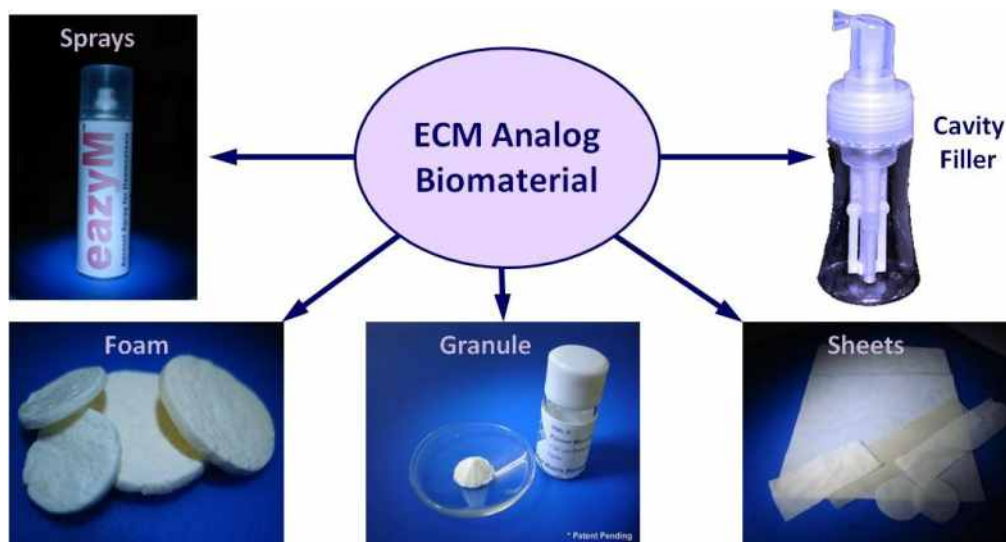 Sprays
eazyM
ECM Analog
Biomaterial
Cavity
Filler
Foam
Granule
* Patent Pending
Sheets